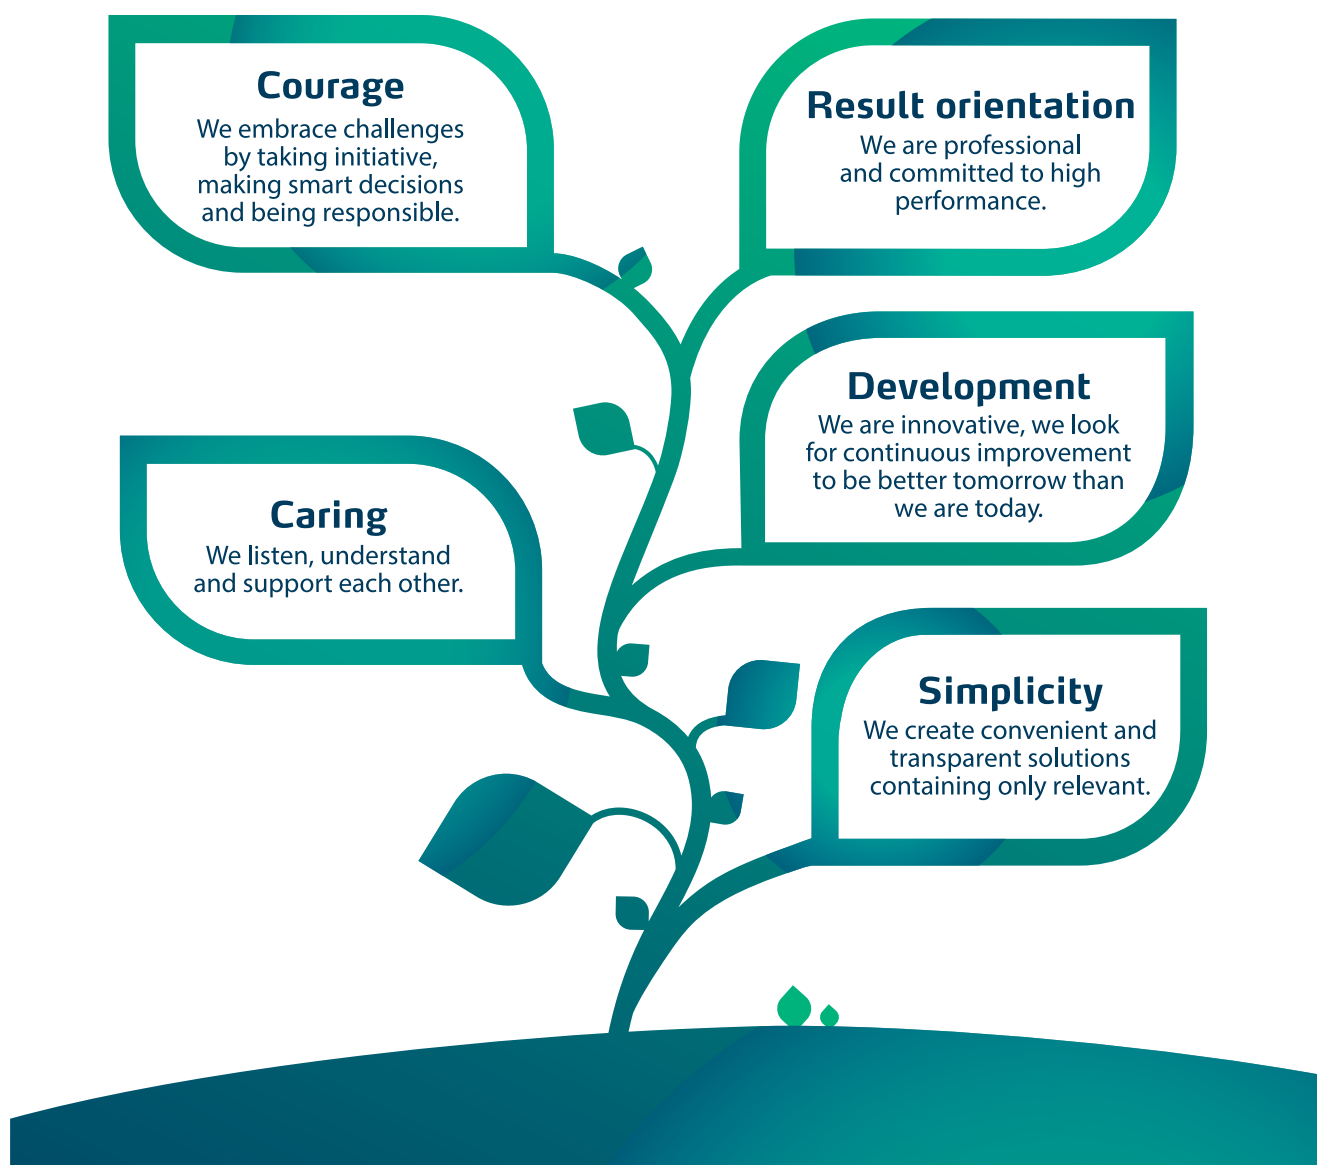 Courage
We embrace challenges
by taking initiative,
making smart decisions
and being responsible.
Result orientation
We are professional
and committed to high
performance.
Development
We are innovative, we look
for continuous improvement
to be better tomorrow than
we are today.
Caring
We listen, understand
and support each other.
Simplicity
We create convenient and
transparent solutions
containing only relevant.